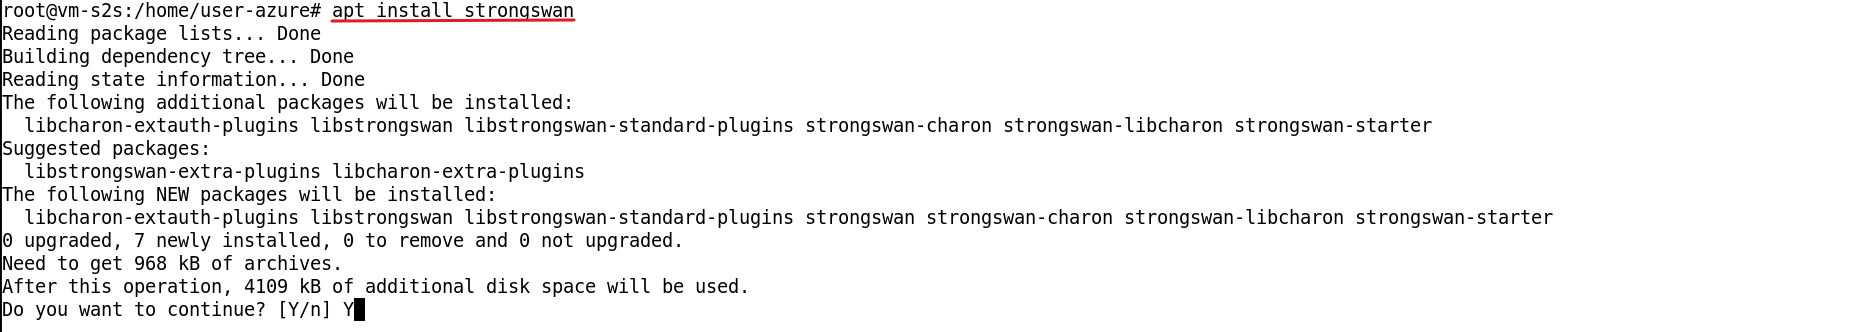 root@vm-s2s:/home/user-azure# apt install strongswan
Reading package lists... Done
Building dependency tree... Done
Reading state information... Done
The following additional packages will be installed:
  libcharon-extauth-plugins libstrongswan libstrongswan-standard-plugins strongswan-charon strongswan-libcharon strongswan-starter
Suggested packages:
  libstrongswan-extra-plugins libcharon-extra-plugins
The following NEW packages will be installed:
  libcharon-extauth-plugins libstrongswan libstrongswan-standard-plugins strongswan strongswan-charon strongswan-libcharon strongswan-starter
0 upgraded, 7 newly installed, 0 to remove and 0 not upgraded.
Need to get 968 kB of archives.
After this operation, 4109 kB of additional disk space will be used.
Do you want to continue? [Y/n] Y